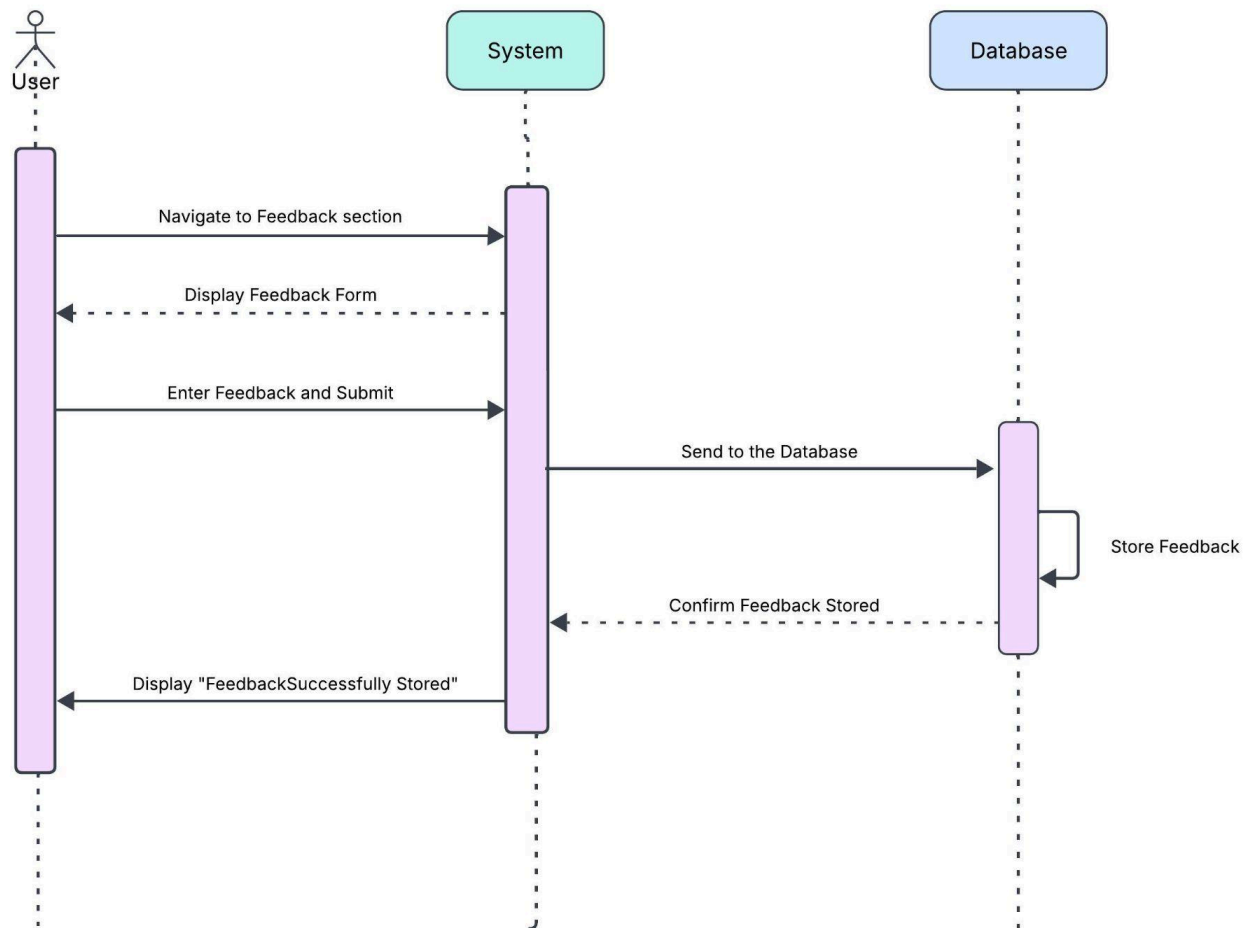 User
System
Database
Navigate to Feedback section
Display Feedback Form
Enter Feedback and Submit
Send to the Database
Store Feedback
Confirm Feedback Stored
Display "FeedbackSuccessfully Stored"